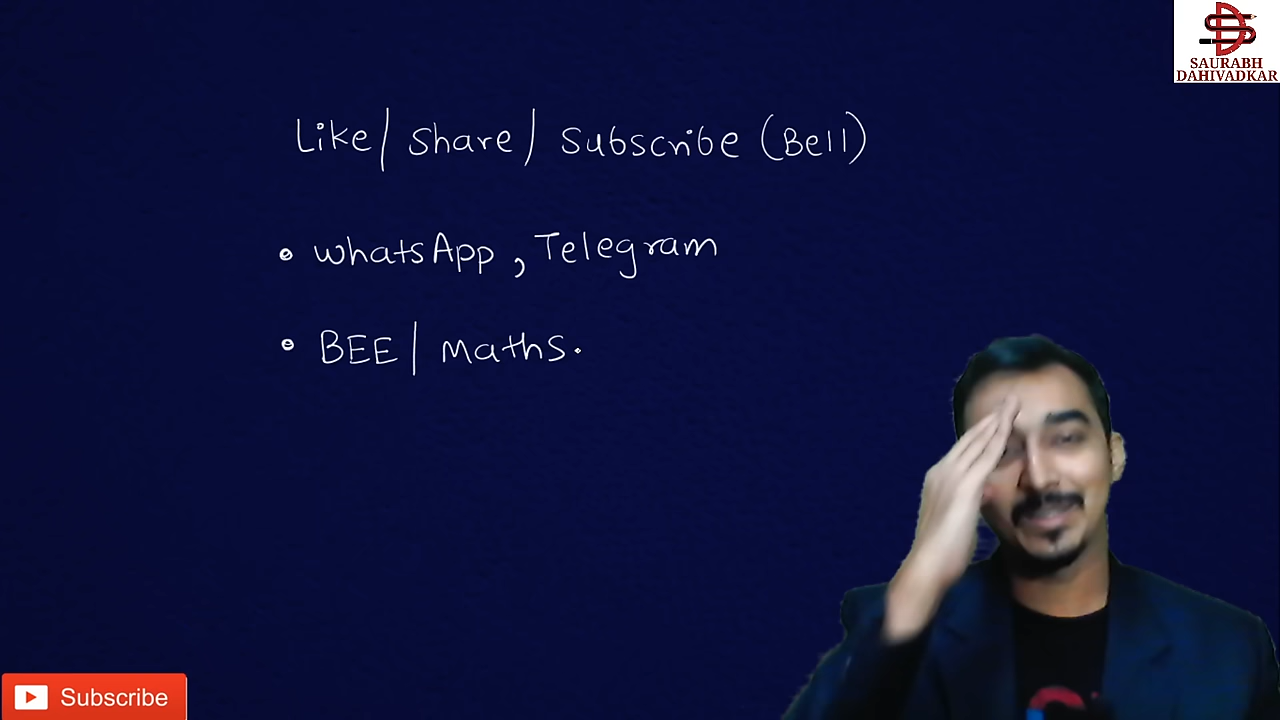 SAURABH
DAHIVADKAR
Like / Share / Subscribe (Bell)
• WhatsApp, Telegram
• BEE | Maths.
Subscribe